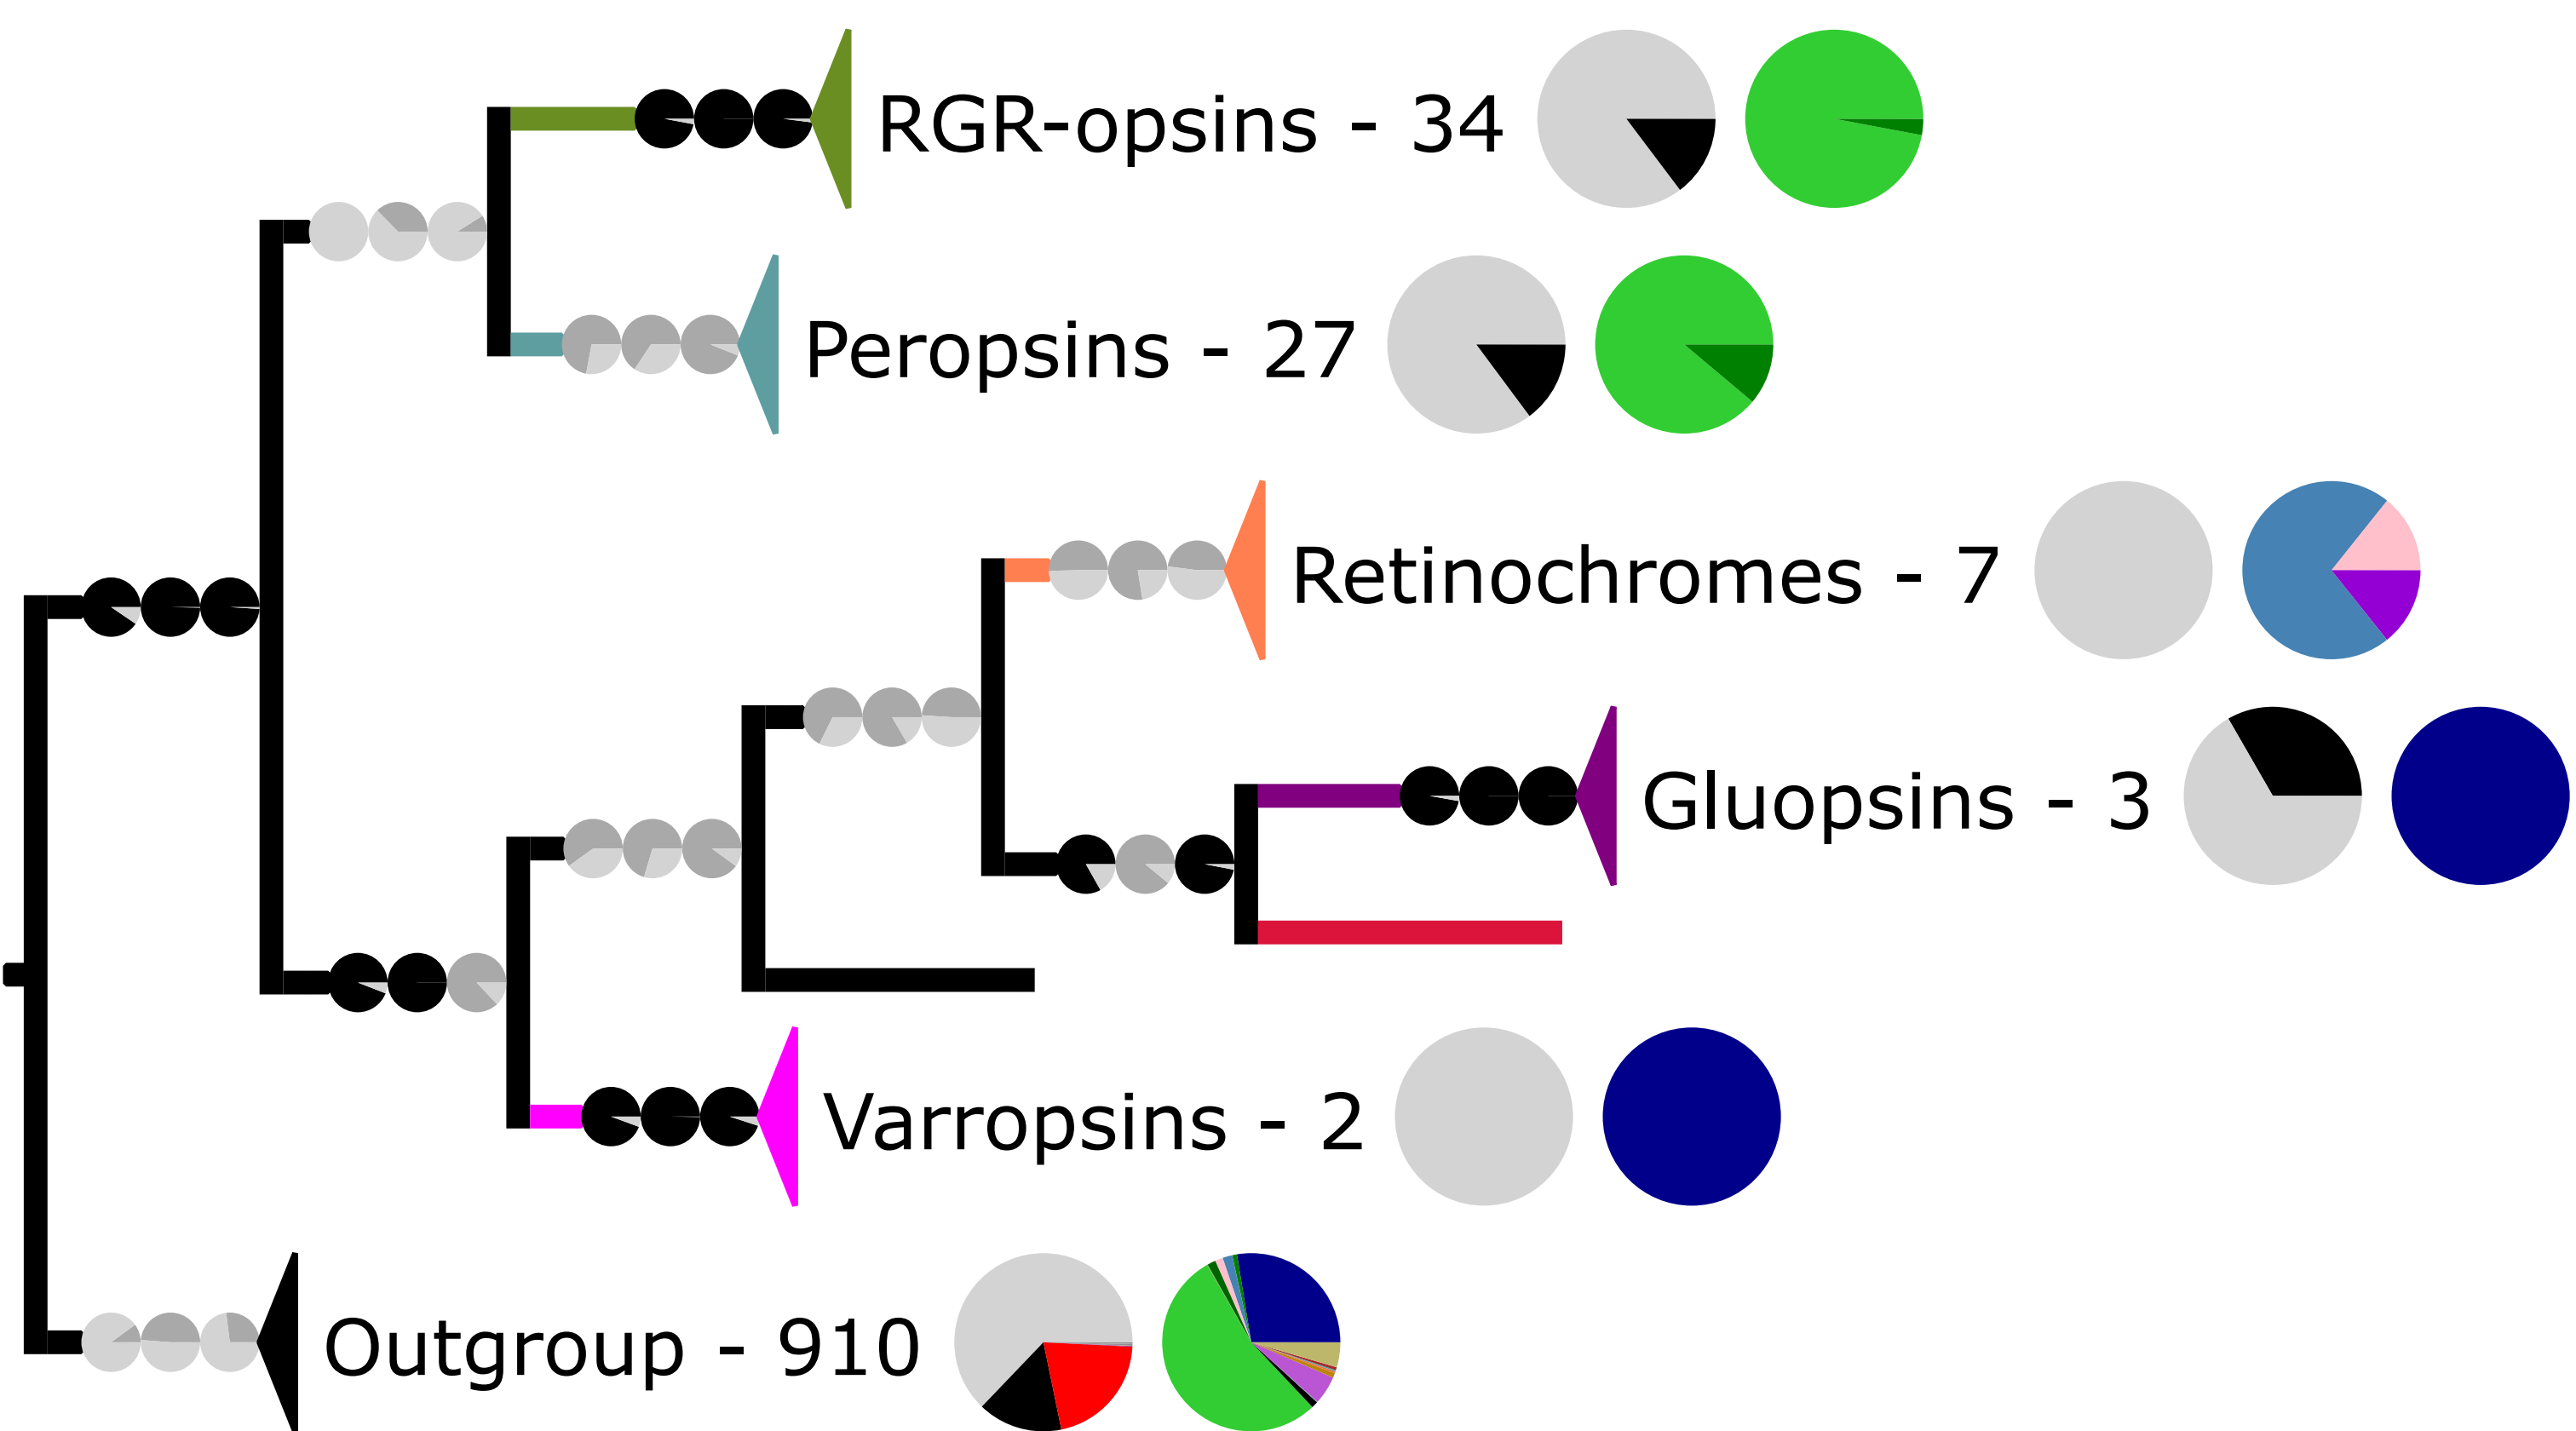 RGR-opsins - 34
Peropsins - 27
Retinochromes - 7
Gluopsins - 3
Varropsins - 2
Outgroup - 910